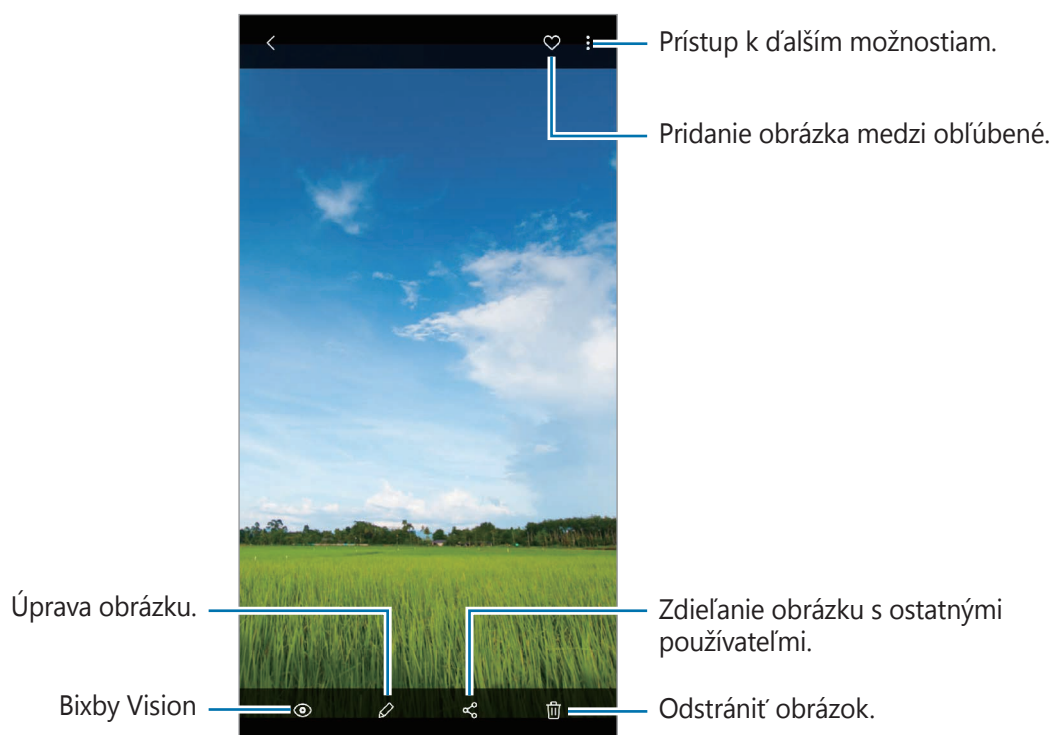 Prístup k ďalším možnostiam.
Pridanie obrázka medzi obľúbené.
Úprava obrázku.
Zdieľanie obrázku s ostatnými
používateľmi.
Bixby Vision
Odstrániť obrázok.